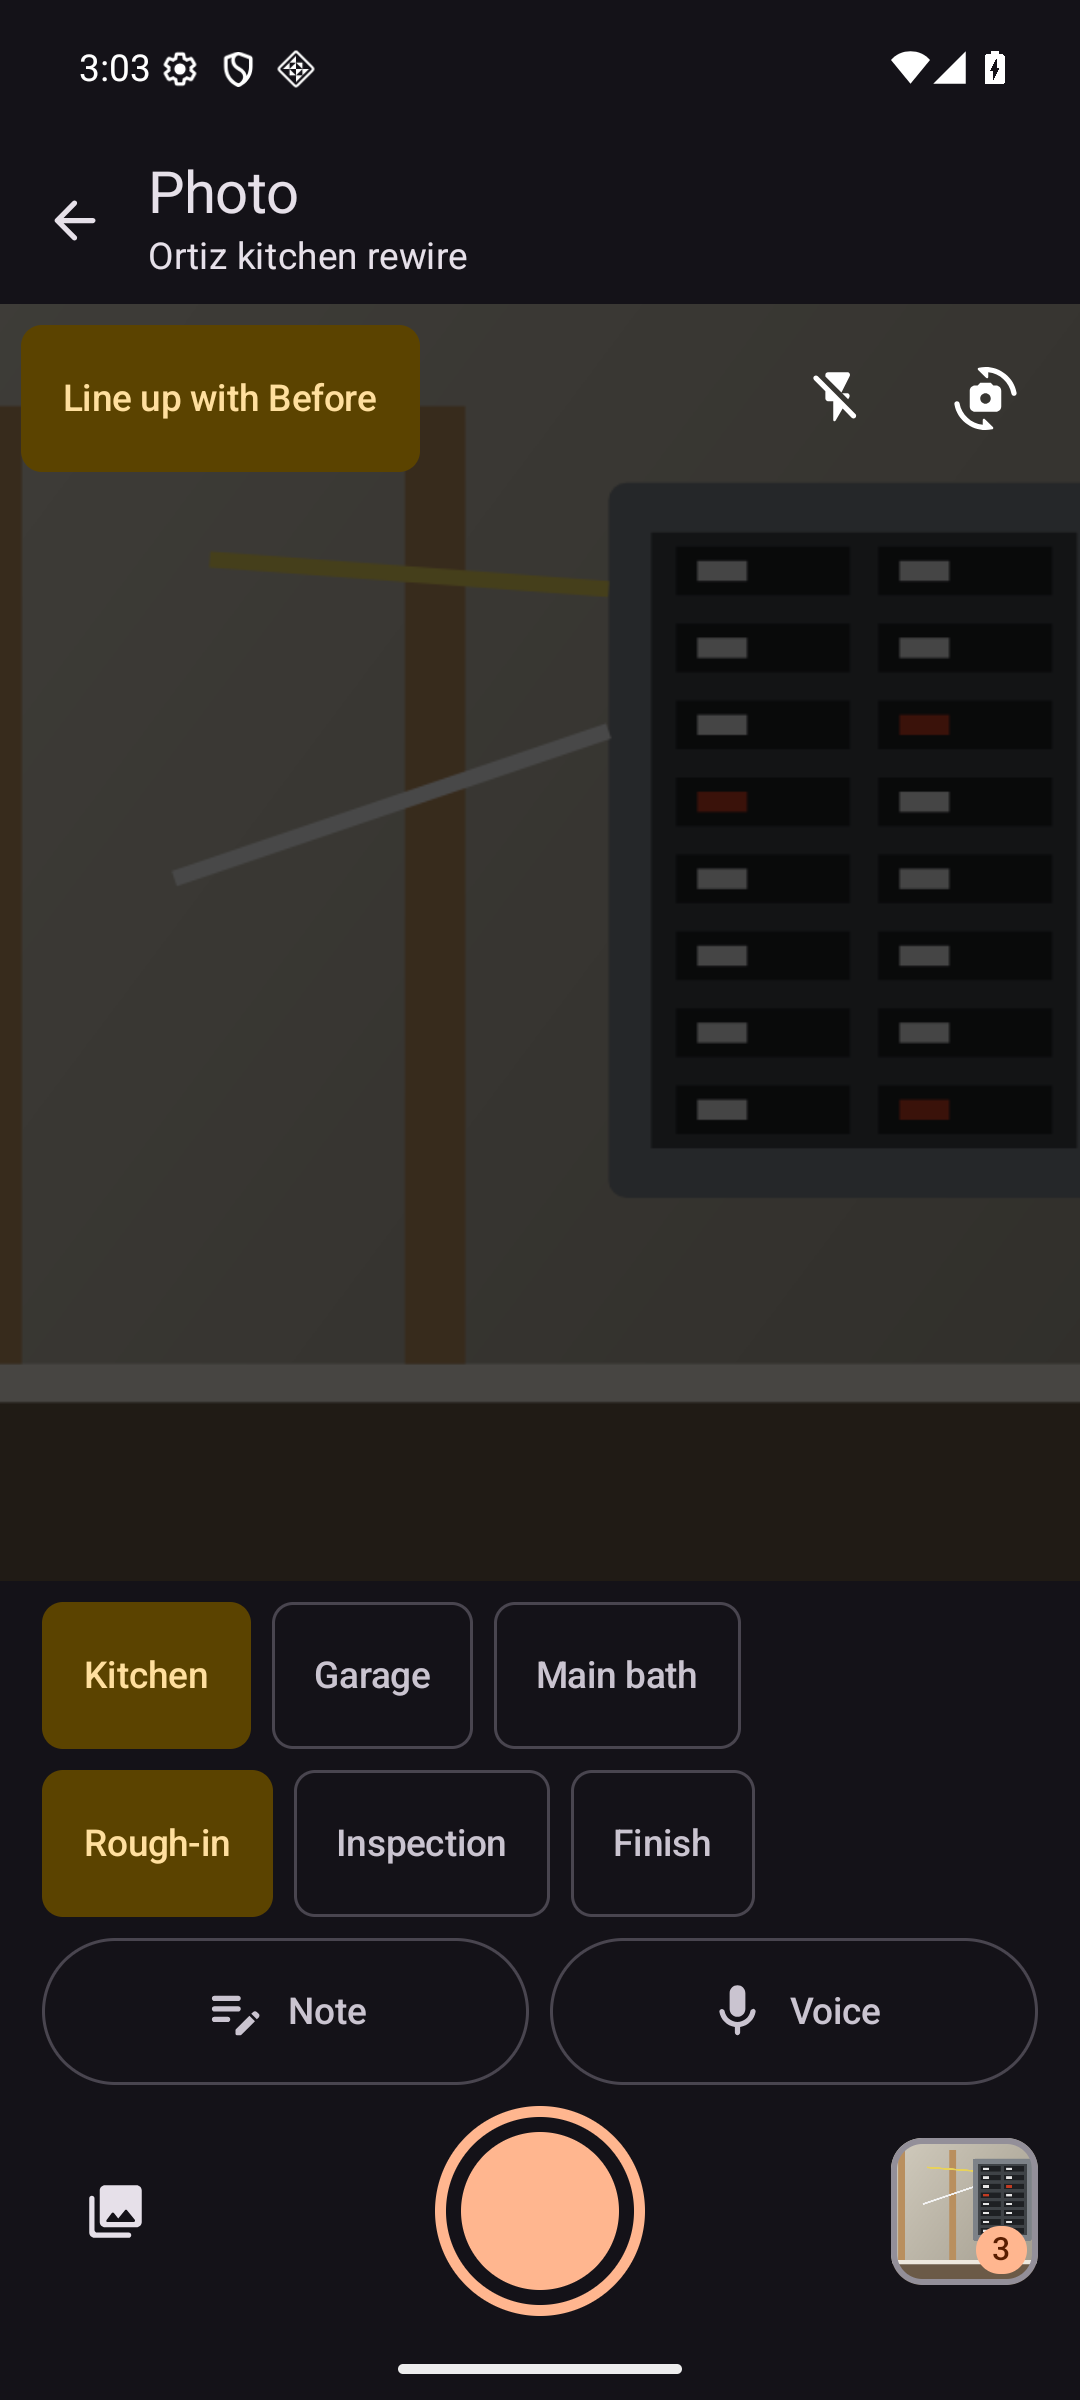 3:03
Photo
Ortiz kitchen rewire
Line up with Before
Kitchen
Garage
Main bath
Rough-in
Inspection
Finish
Note
Voice
3